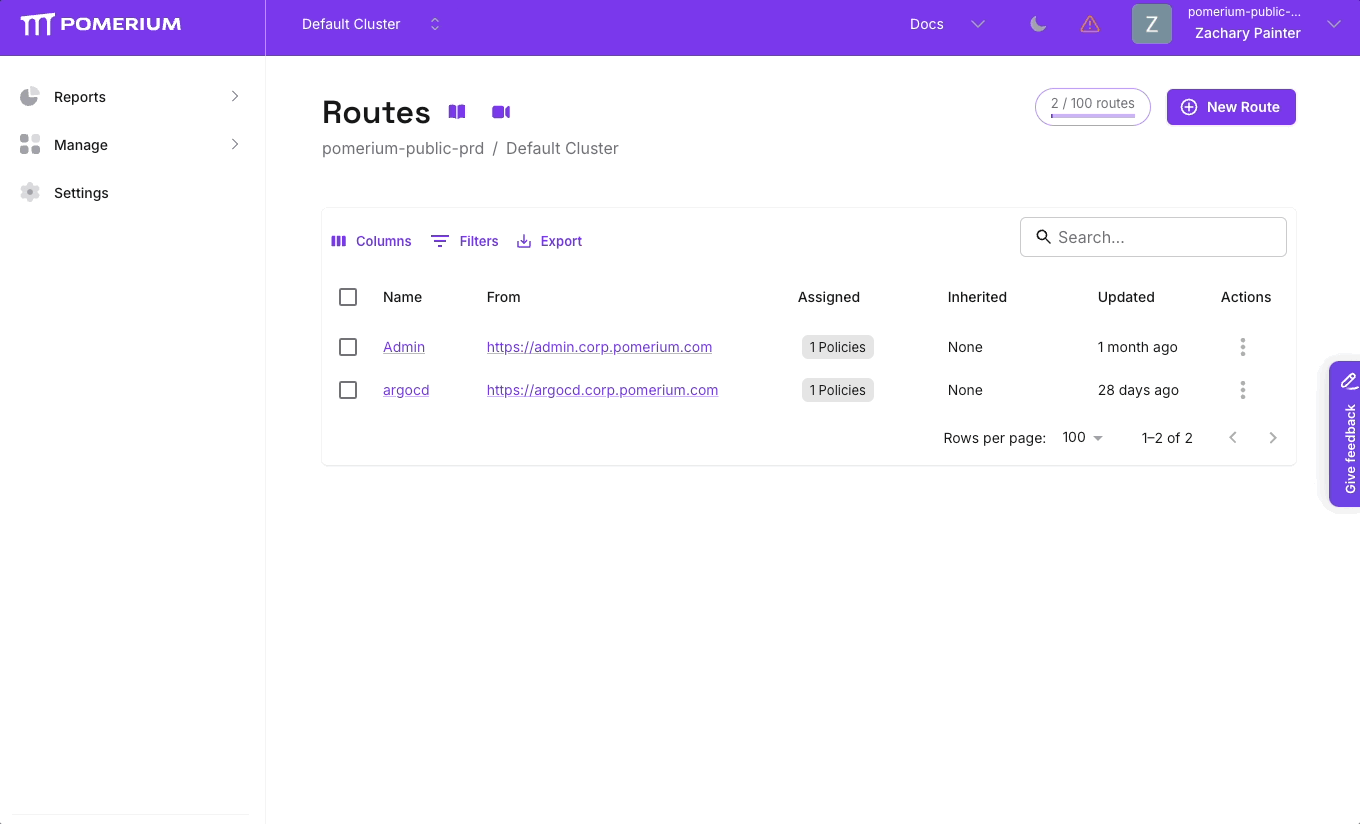 POMERIUM
Default Cluster
Docs
Z
pomerium-public-...
Zachary Painter
Reports
Manage
Settings
Routes
2 / 100 routes
New Route
pomerium-public-prd / Default Cluster
Columns
Filters
Export
Search...
Name From Assigned Inherited Updated Actions
Admin https://admin.corp.pomerium.com 1 Policies None 1 month ago
argocd https://argocd.corp.pomerium.com 1 Policies None 28 days ago
Rows per page: 100 1–2 of 2
Give feedback